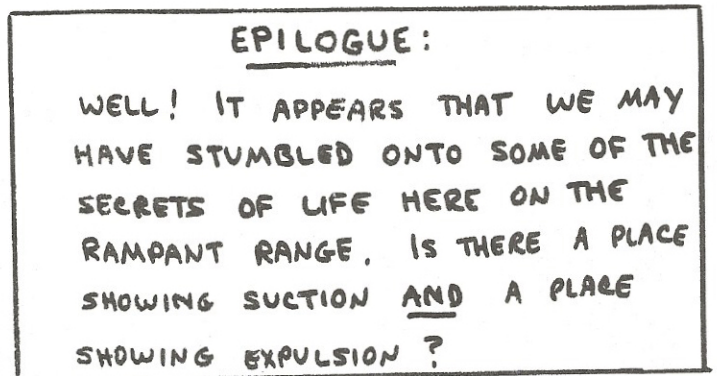 EPILOGUE:
WELL! IT APPEARS THAT WE MAY
HAVE STUMBLED ONTO SOME OF THE
SECRETS OF LIFE HERE ON THE
RAMPANT RANGE. IS THERE A PLACE
SHOWING SUCTION AND A PLACE
SHOWING EXPULSION?